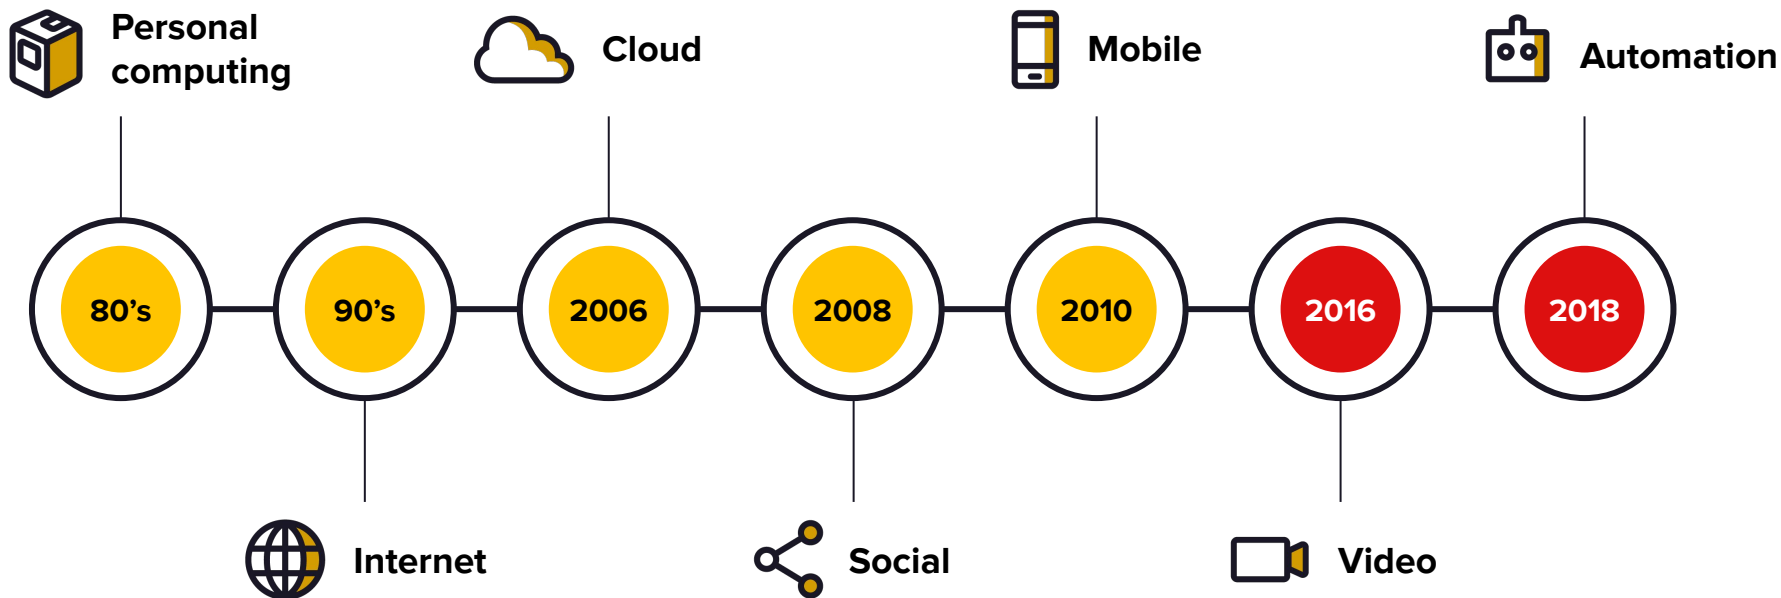 Personal
computing
Cloud
Mobile
Automation
80’s
90’s
2006
2008
2010
2016
2018
Internet
Social
Video